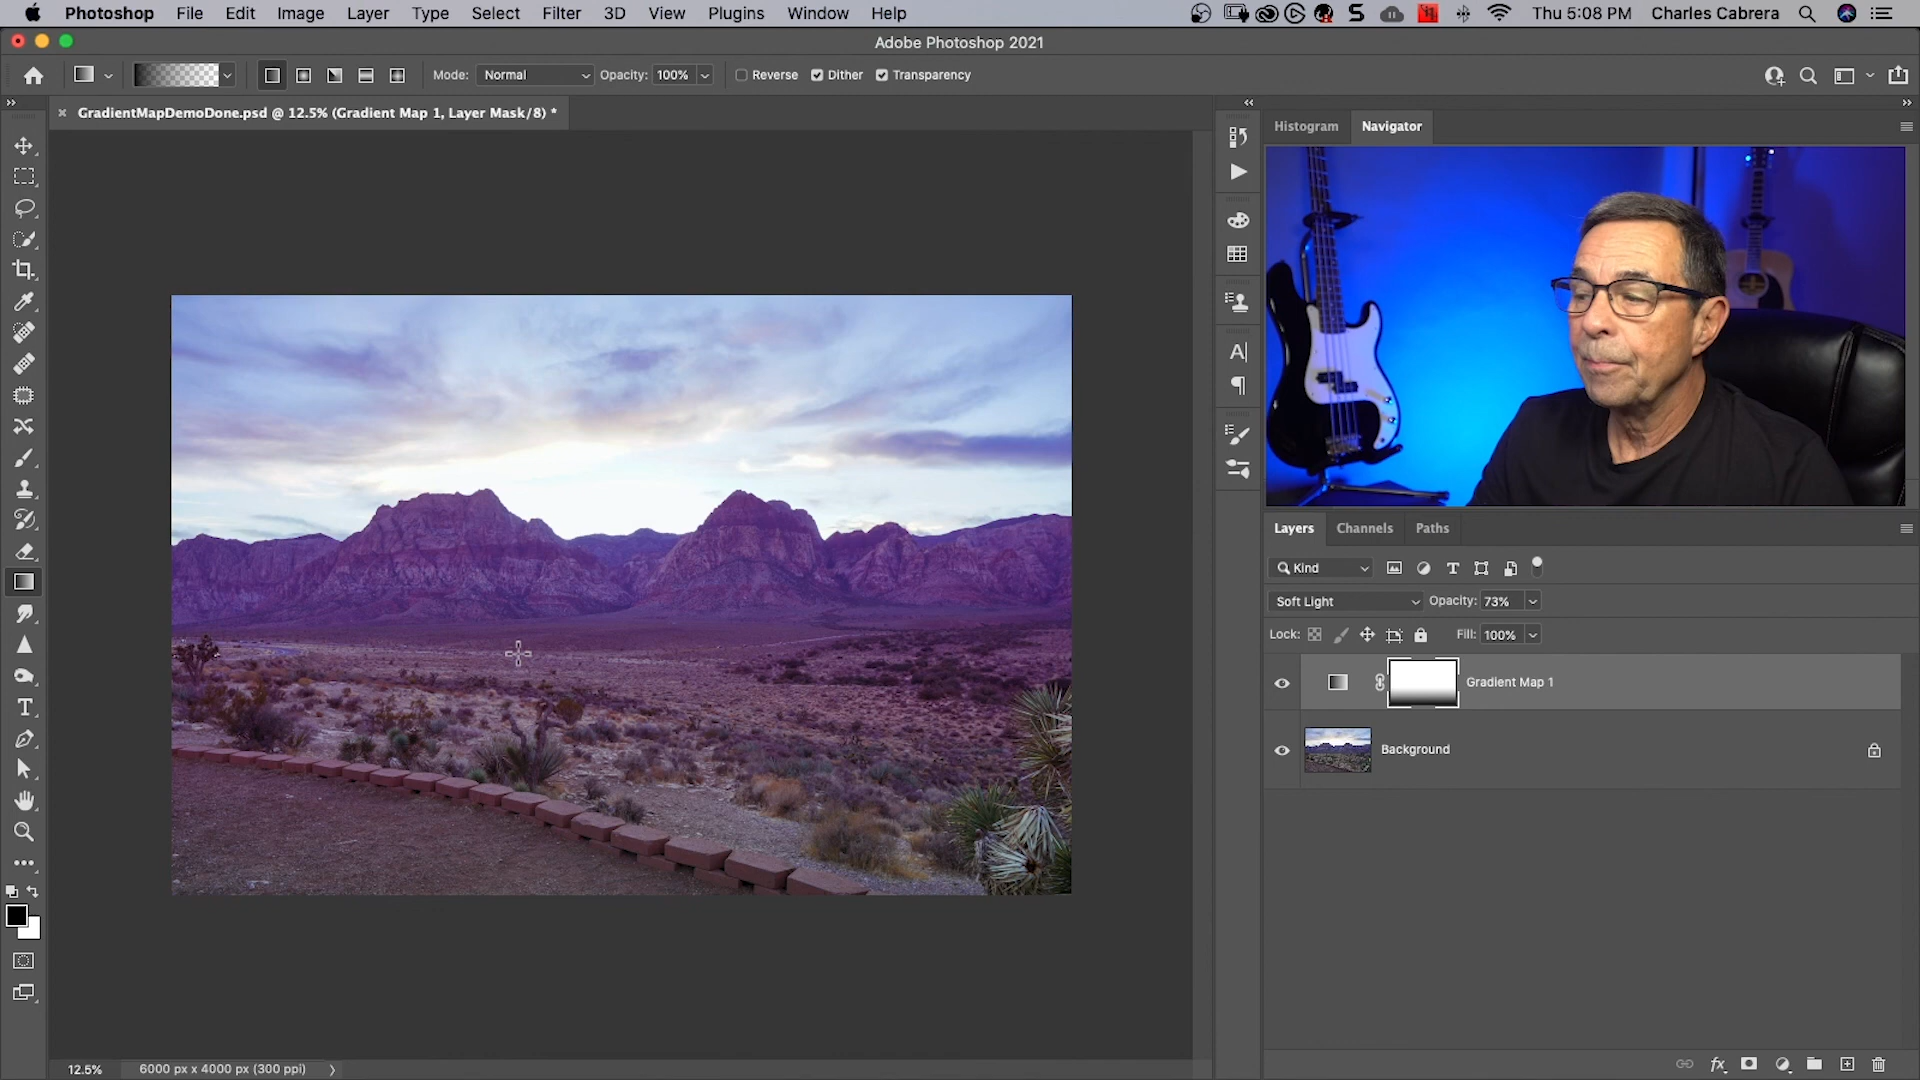 Photoshop File Edit Image Layer Type Select Filter 3D View Plugins Window Help Thu 5:08 PM Charles Cabrera
Adobe Photoshop 2021
Mode: Normal Opacity: 100% Reverse Dither Transparency
GradientMapDemoDone.psd @ 12.5% (Gradient Map 1, Layer Mask/8) *
Histogram Navigator
Layers Channels Paths
Kind
Soft Light Opacity: 73%
Lock: Fill: 100%
Gradient Map 1
Background
12.5% 6000 px x 4000 px (300 ppi)